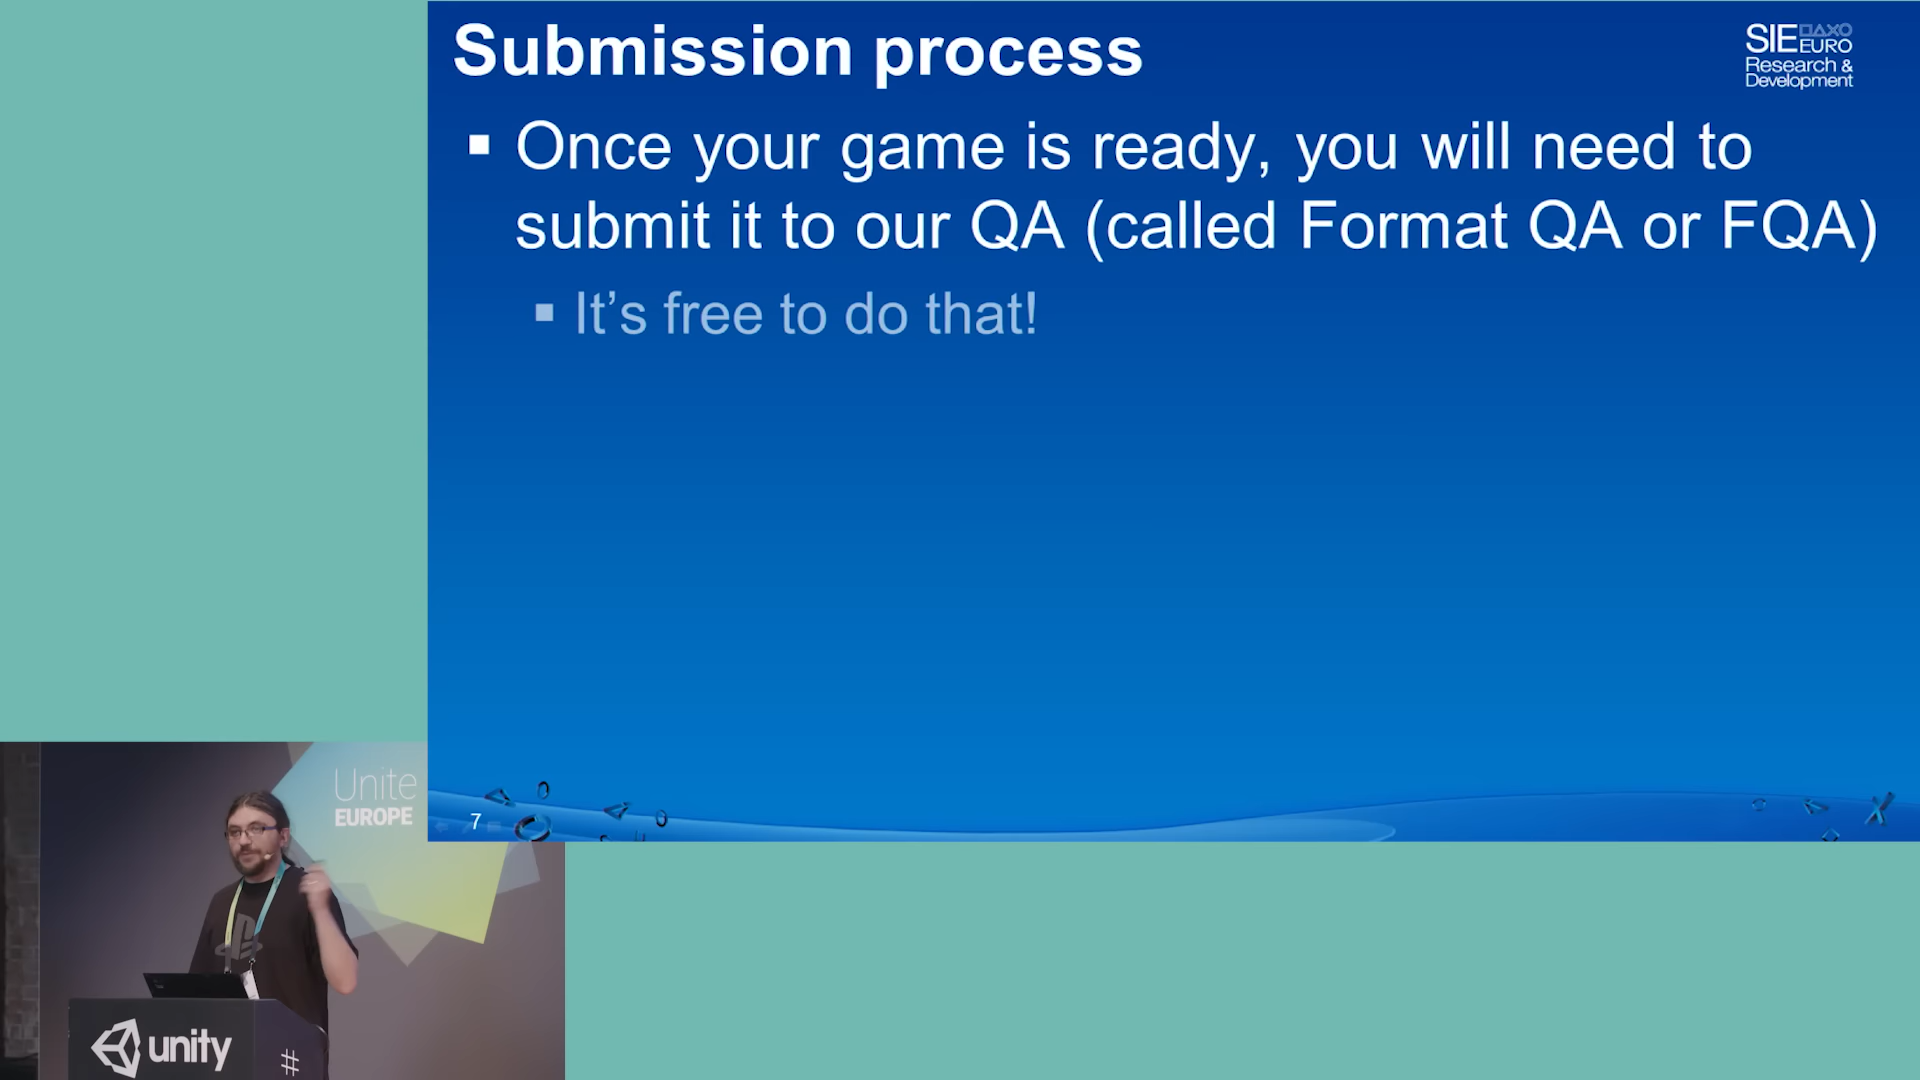 Submission process
SIE EURO
Research &
Development
Once your game is ready, you will need to
submit it to our QA (called Format QA or FQA)
It’s free to do that!
7
Unite
EUROPE
unity
#